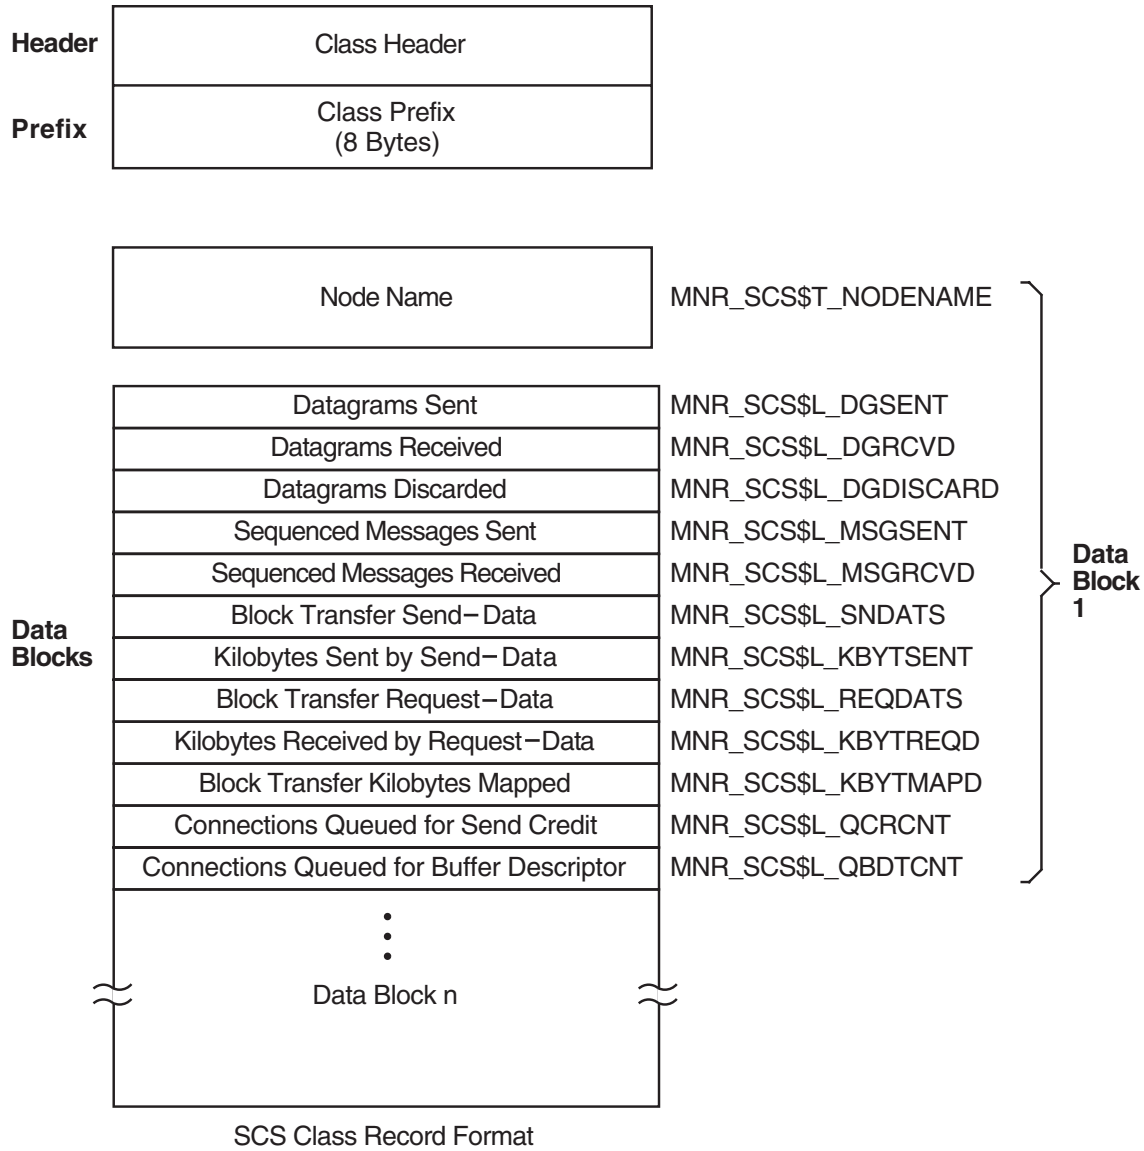 Header
Class Header
Prefix
Class Prefix
(8 Bytes)
Node Name
MNR_SCS$T_NODENAME
Datagrams Sent
MNR_SCS$L_DGSENT
Datagrams Received
MNR_SCS$L_DGRCVD
Datagrams Discarded
MNR_SCS$L_DGDISCARD
Sequenced Messages Sent
MNR_SCS$L_MSGSENT
Sequenced Messages Received
MNR_SCS$L_MSGRCVD
Block Transfer Send−Data
MNR_SCS$L_SNDATS
Kilobytes Sent by Send−Data
MNR_SCS$L_KBYTSENT
Block Transfer Request−Data
MNR_SCS$L_REQDATS
Kilobytes Received by Request−Data
MNR_SCS$L_KBYTREQD
Block Transfer Kilobytes Mapped
MNR_SCS$L_KBYTMAPD
Connections Queued for Send Credit
MNR_SCS$L_QCRCNT
Connections Queued for Buffer Descriptor
MNR_SCS$L_QBDTCNT
Data
Blocks
Data
Block
1
Data Block n
SCS Class Record Format